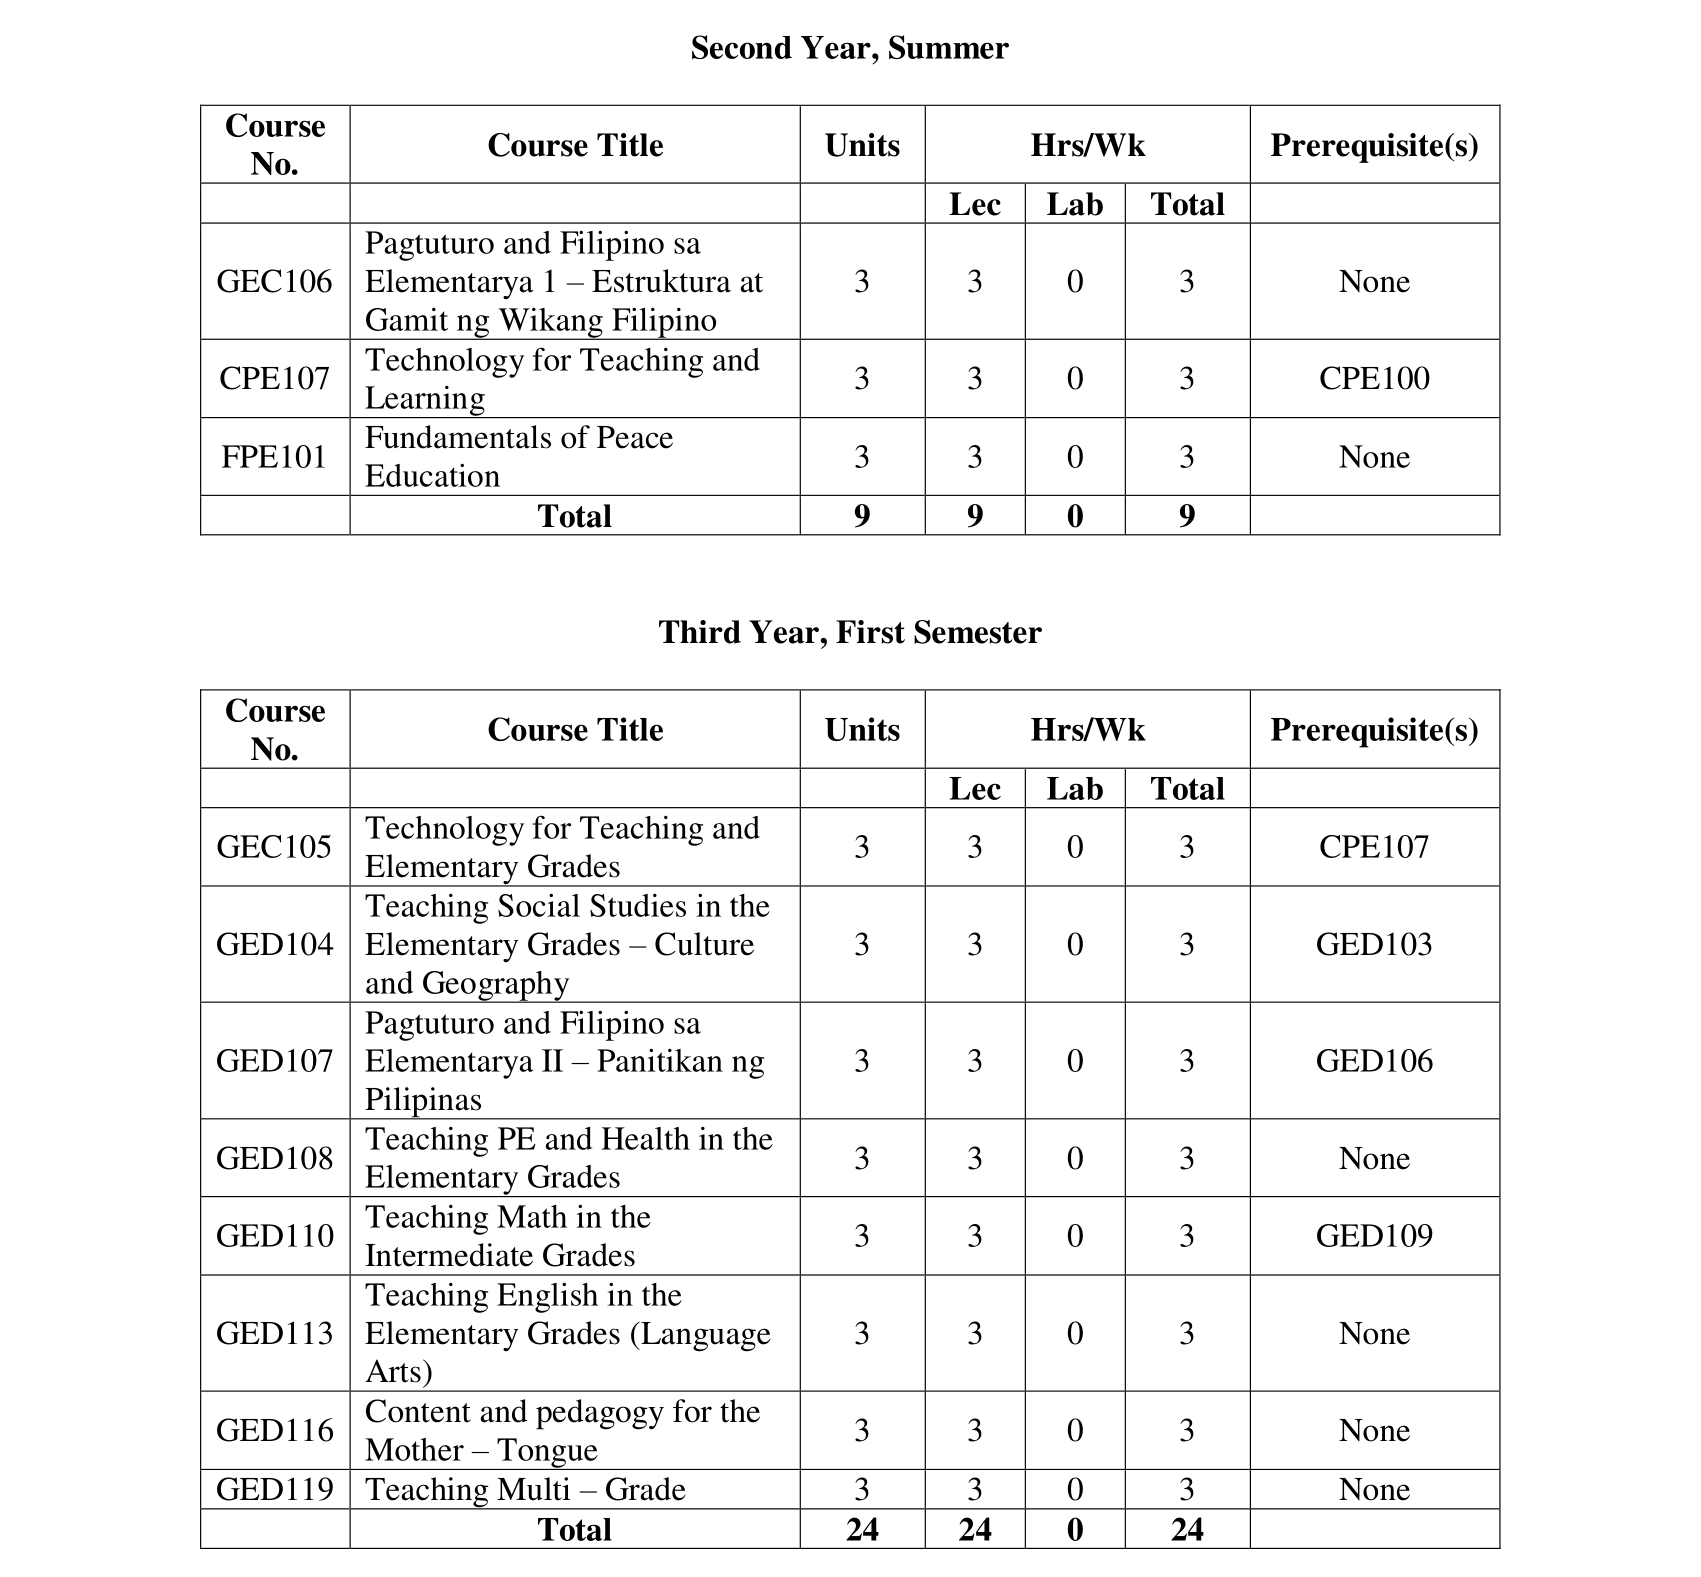 Second Year, Summer
Course No. Course Title Units Hrs/Wk Prerequisite(s)
Lec Lab Total
GEC106 Pagtuturo and Filipino sa Elementarya 1 – Estruktura at Gamit ng Wikang Filipino 3 3 0 3 None
CPE107 Technology for Teaching and Learning 3 3 0 3 CPE100
FPE101 Fundamentals of Peace Education 3 3 0 3 None
Total 9 9 0 9
Third Year, First Semester
Course No. Course Title Units Hrs/Wk Prerequisite(s)
Lec Lab Total
GEC105 Technology for Teaching and Elementary Grades 3 3 0 3 CPE107
GED104 Teaching Social Studies in the Elementary Grades – Culture and Geography 3 3 0 3 GED103
GED107 Pagtuturo and Filipino sa Elementarya II – Panitikan ng Pilipinas 3 3 0 3 GED106
GED108 Teaching PE and Health in the Elementary Grades 3 3 0 3 None
GED110 Teaching Math in the Intermediate Grades 3 3 0 3 GED109
GED113 Teaching English in the Elementary Grades (Language Arts) 3 3 0 3 None
GED116 Content and pedagogy for the Mother – Tongue 3 3 0 3 None
GED119 Teaching Multi – Grade 3 3 0 3 None
Total 24 24 0 24